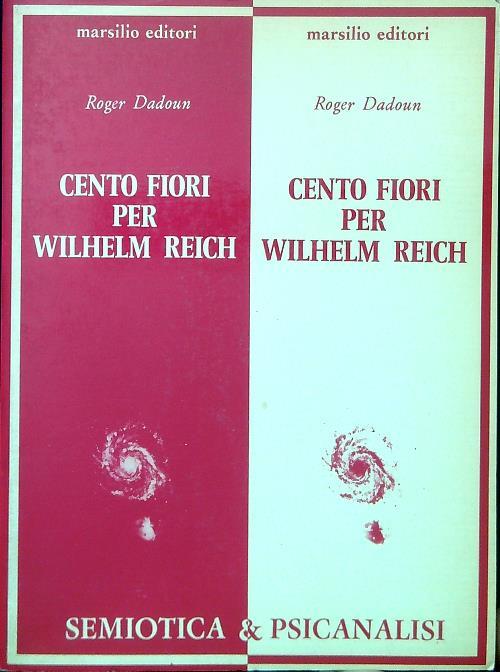 marsilio editori
Roger Dadoun
CENTO FIORI
PER
WILHELM REICH
marsilio editori
Roger Dadoun
CENTO FIORI
PER
WILHELM REICH
SEMIOTICA & PSICANALISI